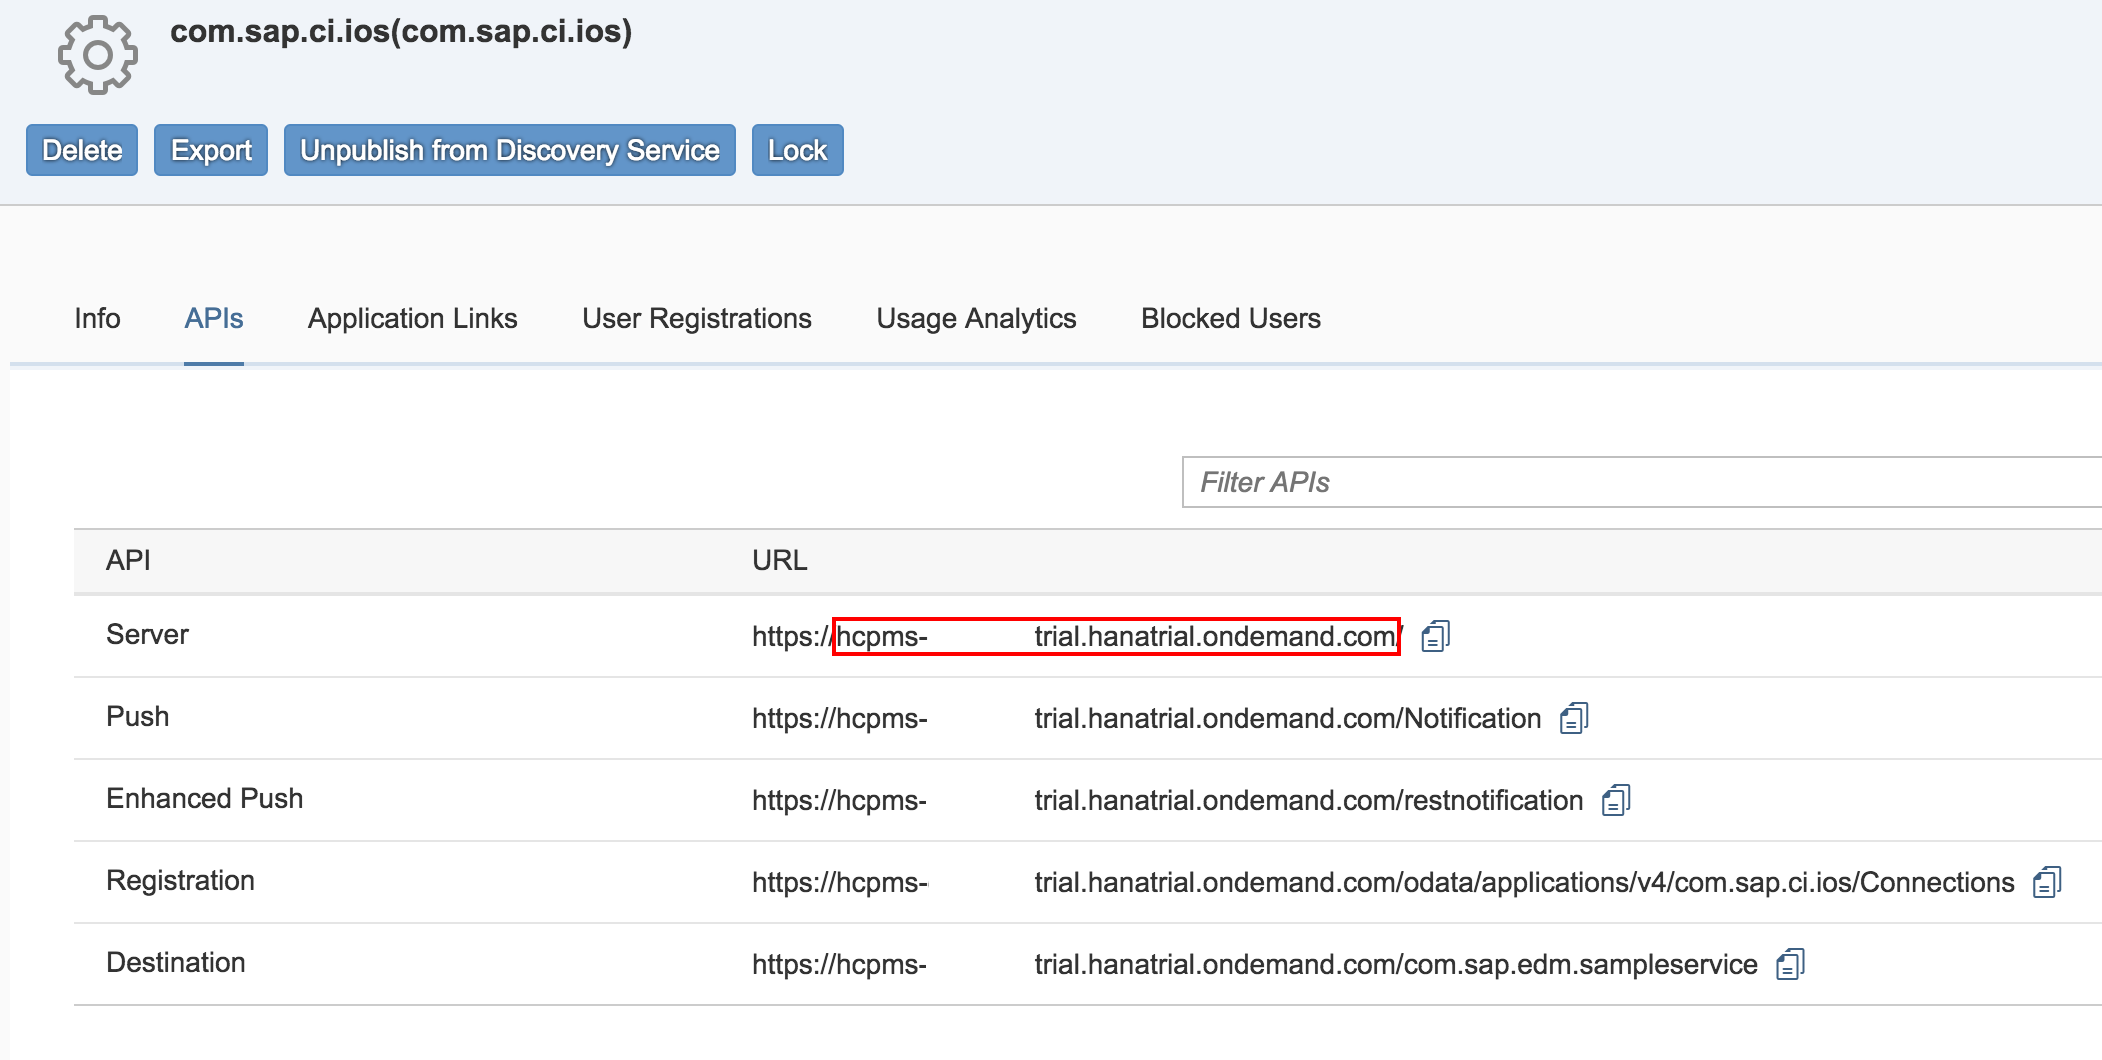 com.sap.ci.ios(com.sap.ci.ios)
Delete Export Unpublish from Discovery Service Lock
Info APIs Application Links User Registrations Usage Analytics Blocked Users
Filter APIs
API URL
Server https://hcpms- trial.hanatrial.ondemand.com/
Push https://hcpms- trial.hanatrial.ondemand.com/Notification
Enhanced Push https://hcpms- trial.hanatrial.ondemand.com/restnotification
Registration https://hcpms- trial.hanatrial.ondemand.com/odata/applications/v4/com.sap.ci.ios/Connections
Destination https://hcpms- trial.hanatrial.ondemand.com/com.sap.edm.sampleservice